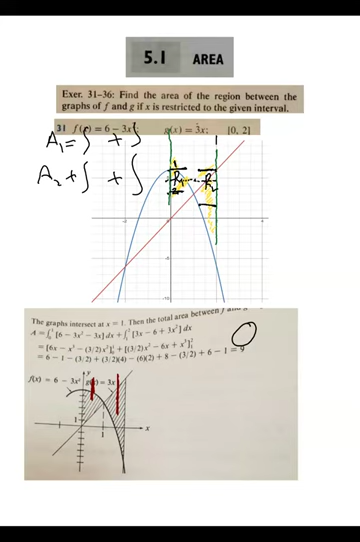 5.1 AREA
Exer. 31–36: Find the area of the region between the
graphs of f and g if x is restricted to the given interval.
31 f(x) = 6 − 3x²; g(x) = 3x; [0, 2]
A₁ = ∫ + ∫
A₂ + ∫ + ∫
R₁ R₂
The graphs intersect at x = 1. Then the total area between f and
A = ∫₀¹ [6 − 3x² − 3x] dx + ∫₁² [3x − 6 + 3x²] dx
= [6x − x³ − (3/2)x²]₀¹ + [(3/2)x² − 6x + x³]₁²
= 6 − 1 − (3/2) + (3/2)(4) − (6)(2) + 8 − (3/2) + 6 − 1 = 9
f(x) = 6 − 3x² g(x) = 3x
y
x
1
1